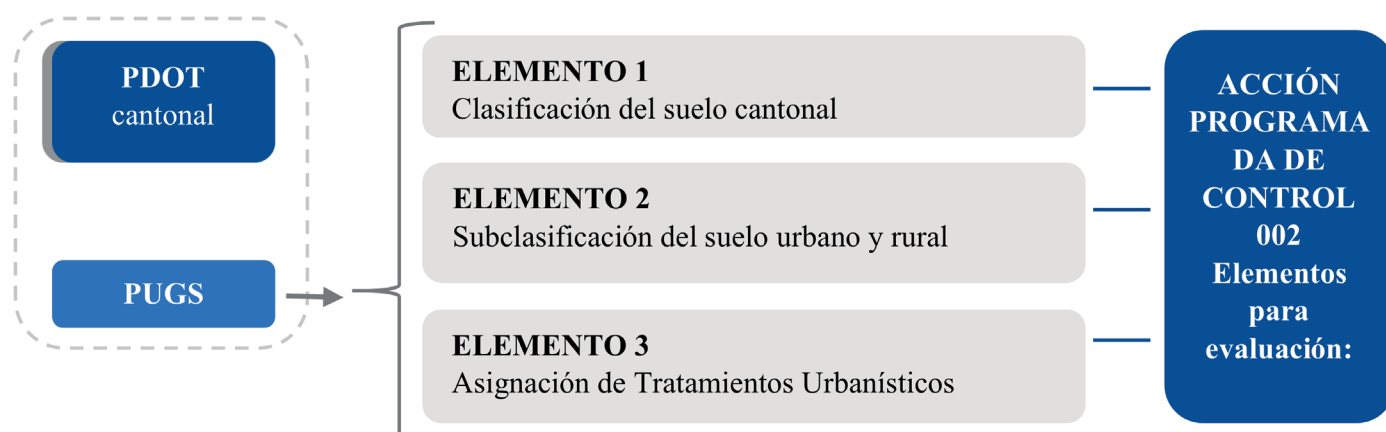 PDOT
cantonal
PUGS
ELEMENTO 1
Clasificación del suelo cantonal
ELEMENTO 2
Subclasificación del suelo urbano y rural
ELEMENTO 3
Asignación de Tratamientos Urbanísticos
ACCIÓN
PROGRAMA
DA DE
CONTROL
002
Elementos
para
evaluación: